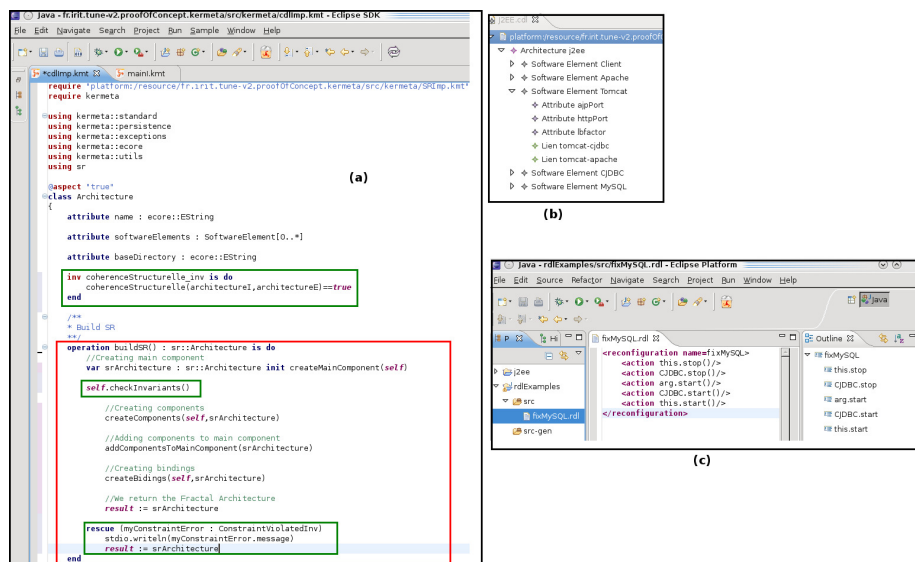 Java - fr.irit.tune-v2.proofOfConcept.kermeta/src/kermeta/cdlImp.kmt - Eclipse SDK
File Edit Navigate Search Project Run Sample Window Help
*cdlImp.kmt mainI.kmt
require "platform:/resource/fr.irit.tune-v2.proofOfConcept.kermeta/src/kermeta/SRImp.kmt"
require kermeta
using kermeta::standard
using kermeta::persistence
using kermeta::exceptions
using kermeta::ecore
using kermeta::utils
using sr
@aspect "true"
class Architecture
{
attribute name : ecore::EString
attribute softwareElements : SoftwareElement[0..*]
attribute baseDirectory : ecore::EString
inv coherenceStructurelle_inv is do
coherenceStructurelle(architectureI,architectureE)==true
end
/**
* Build SR
**/
operation buildSR() : sr::Architecture is do
//Creating main component
var srArchitecture : sr::Architecture init createMainComponent(self)
self.checkInvariants()
//Creating components
createComponents(self,srArchitecture)
//Adding components to main component
addComponentsToMainComponent(srArchitecture)
//Creating bindings
createBidings(self,srArchitecture)
//We return the Fractal Architecture
result := srArchitecture
rescue (myConstraintError : ConstraintViolatedInv)
stdio.writeln(myConstraintError.message)
result := srArchitecture
end
(a)
j2EE.cdl
platform:/resource/fr.irit.tune-v2.proofOfC
Architecture j2ee
Software Element Client
Software Element Apache
Software Element Tomcat
Attribute ajpPort
Attribute httpPort
Attribute lbfactor
Lien tomcat-cjdbc
Lien tomcat-apache
Software Element CJDBC
Software Element MySQL
(b)
Java - rdlExamples/src/fixMySQL.rdl - Eclipse Platform
File Edit Source Refactor Navigate Search Project Run Window Help
Java
P Hi
j2ee
rdlExamples
src
fixMySQL.rdl
src-gen
fixMySQL.rdl
<reconfiguration name=fixMySQL>
<action this.stop()/>
<action CJDBC.stop()/>
<action arg.start()/>
<action CJDBC.start()/>
<action this.start()/>
</reconfiguration>
Outline
fixMySQL
this.stop
CJDBC.stop
arg.start
CJDBC.start
this.start
(c)